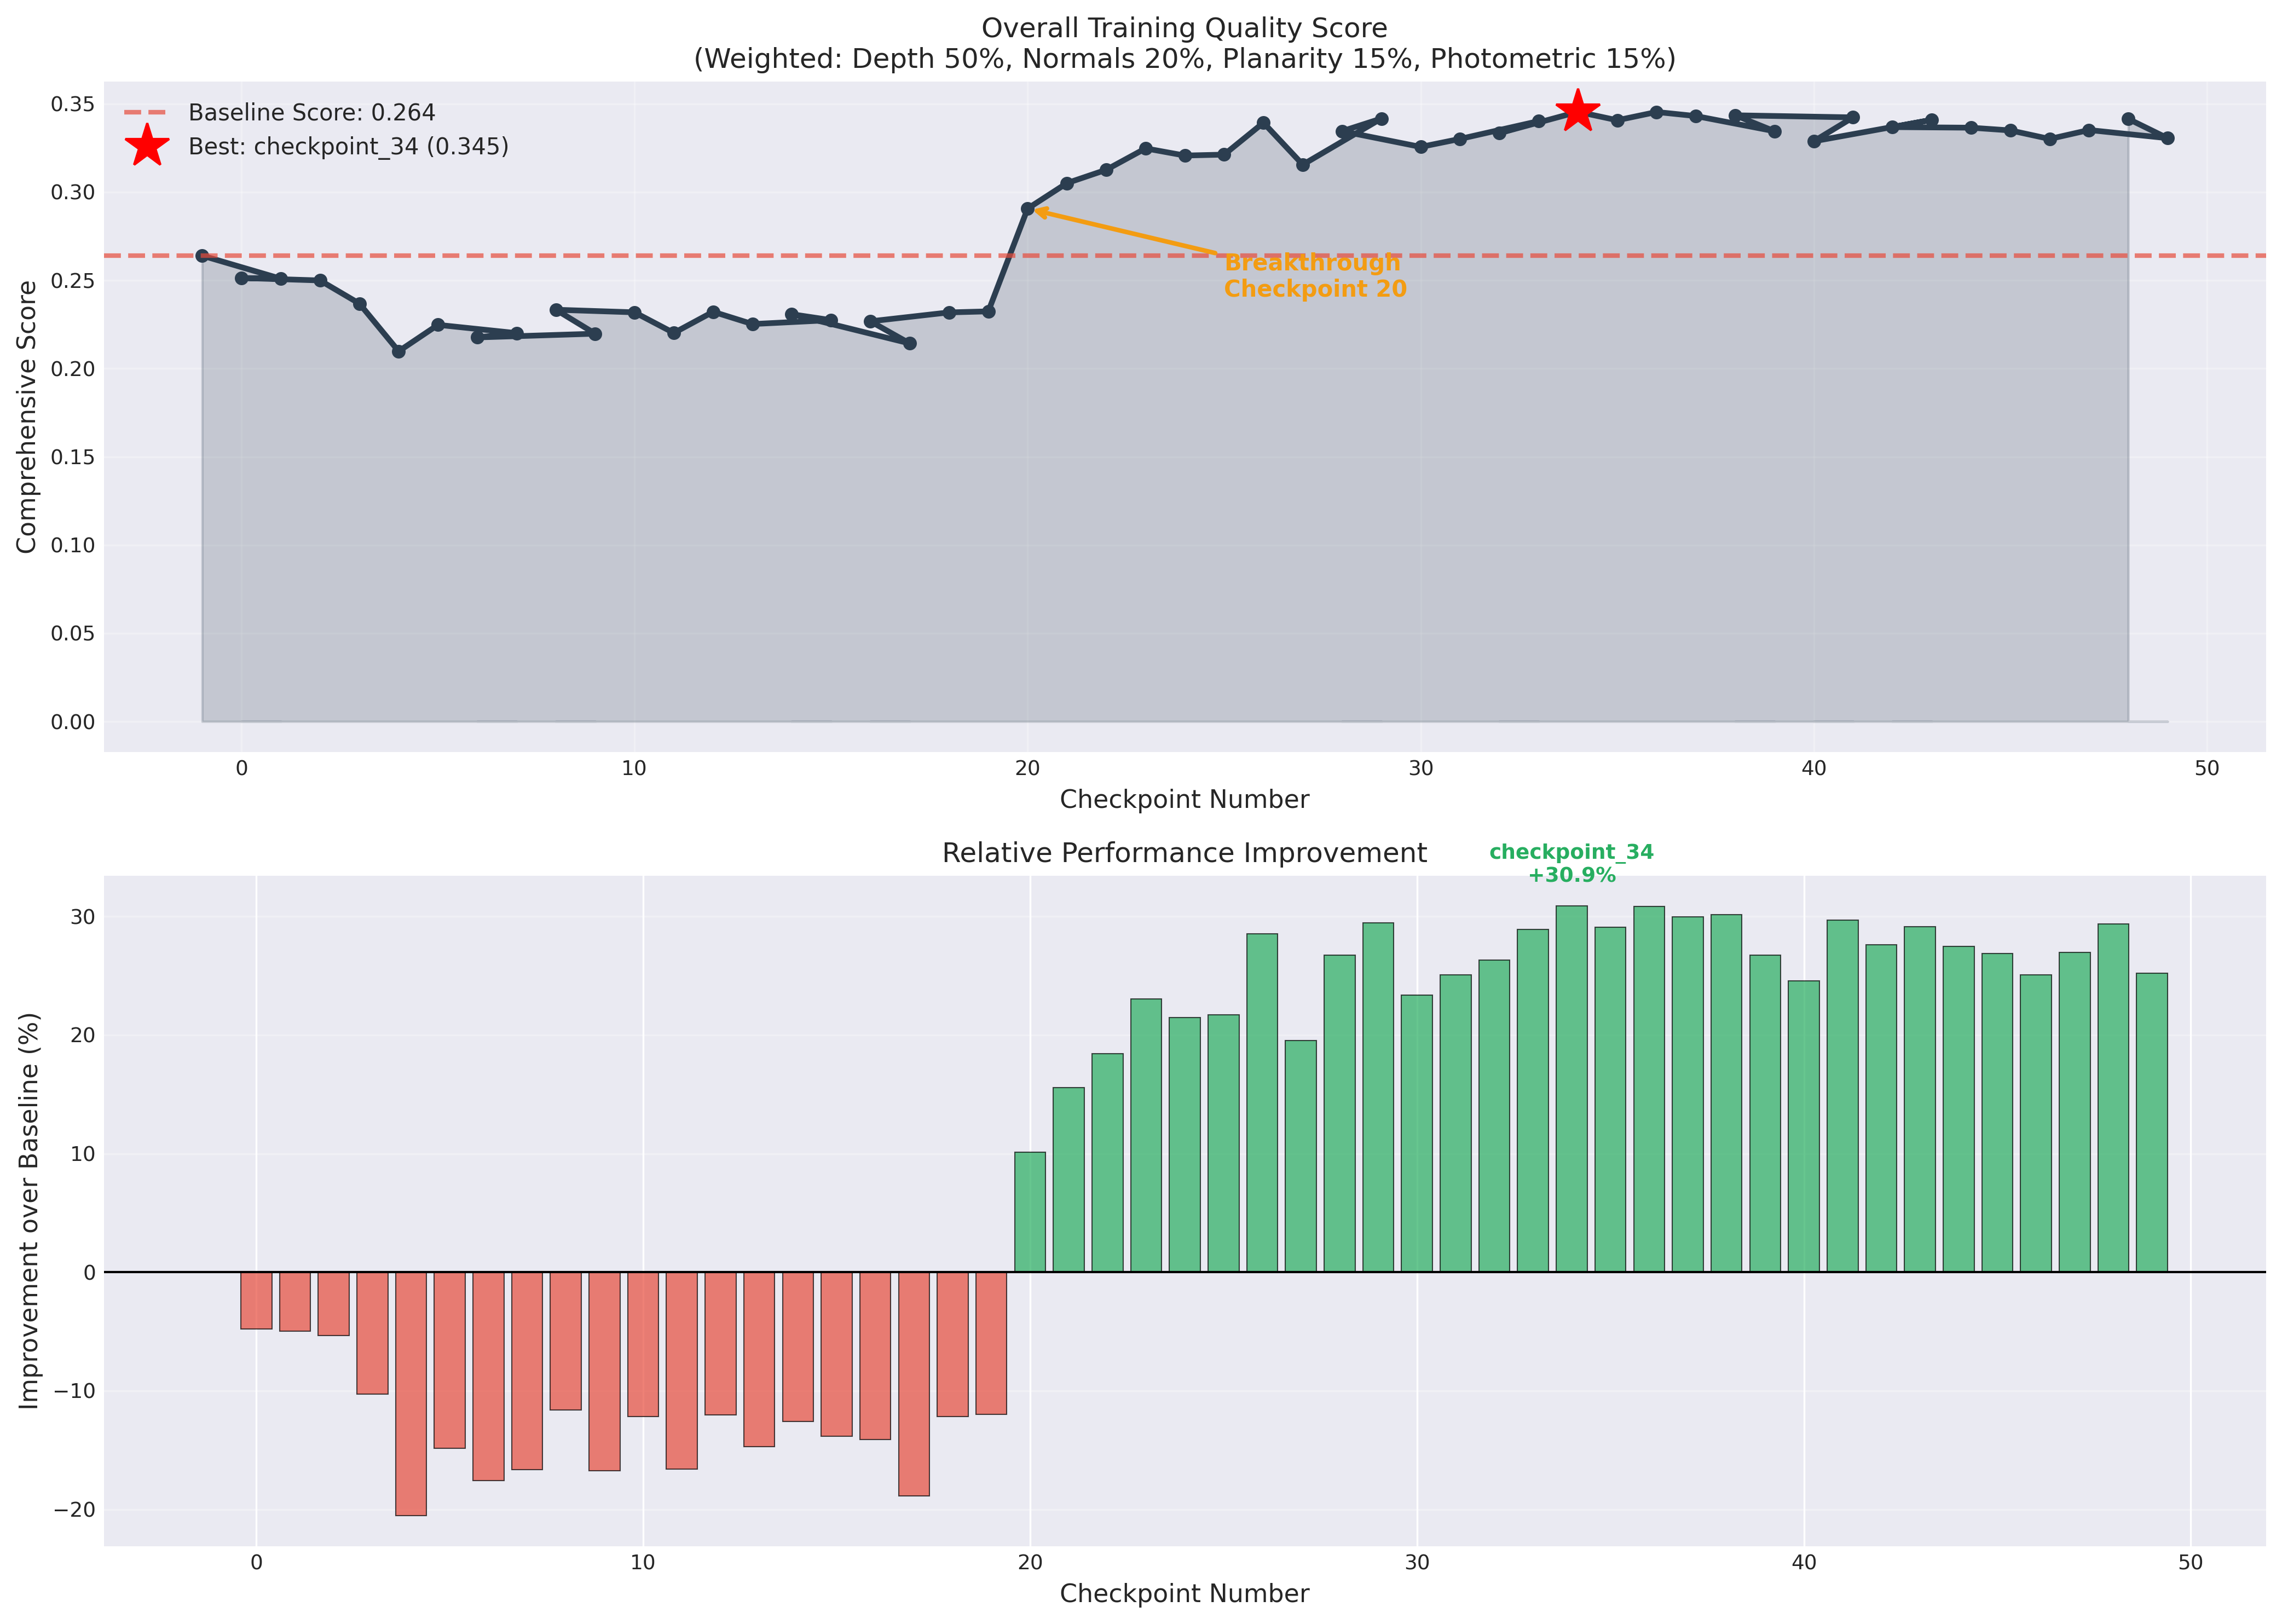 Overall Training Quality Score
(Weighted: Depth 50%, Normals 20%, Planarity 15%, Photometric 15%)
Comprehensive Score
0.35
0.30
0.25
0.20
0.15
0.10
0.05
0.00
Baseline Score: 0.264
Best: checkpoint_34 (0.345)
Breakthrough
Checkpoint 20
0 10 20 30 40 50
Checkpoint Number
Relative Performance Improvement
checkpoint_34
+30.9%
Improvement over Baseline (%)
30
20
10
0
−10
−20
0 10 20 30 40 50
Checkpoint Number